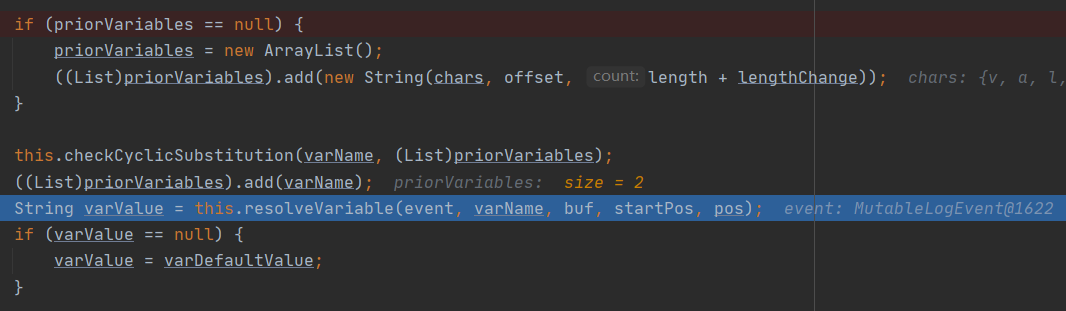 if (priorVariables == null) {
    priorVariables = new ArrayList();
    ((List)priorVariables).add(new String(chars, offset, count: length + lengthChange));  chars: {v, a, l,
}
this.checkCyclicSubstitution(varName, (List)priorVariables);
((List)priorVariables).add(varName);  priorVariables:  size = 2
String varValue = this.resolveVariable(event, varName, buf, startPos, pos);  event: MutableLogEvent@1622
if (varValue == null) {
    varValue = varDefaultValue;
}